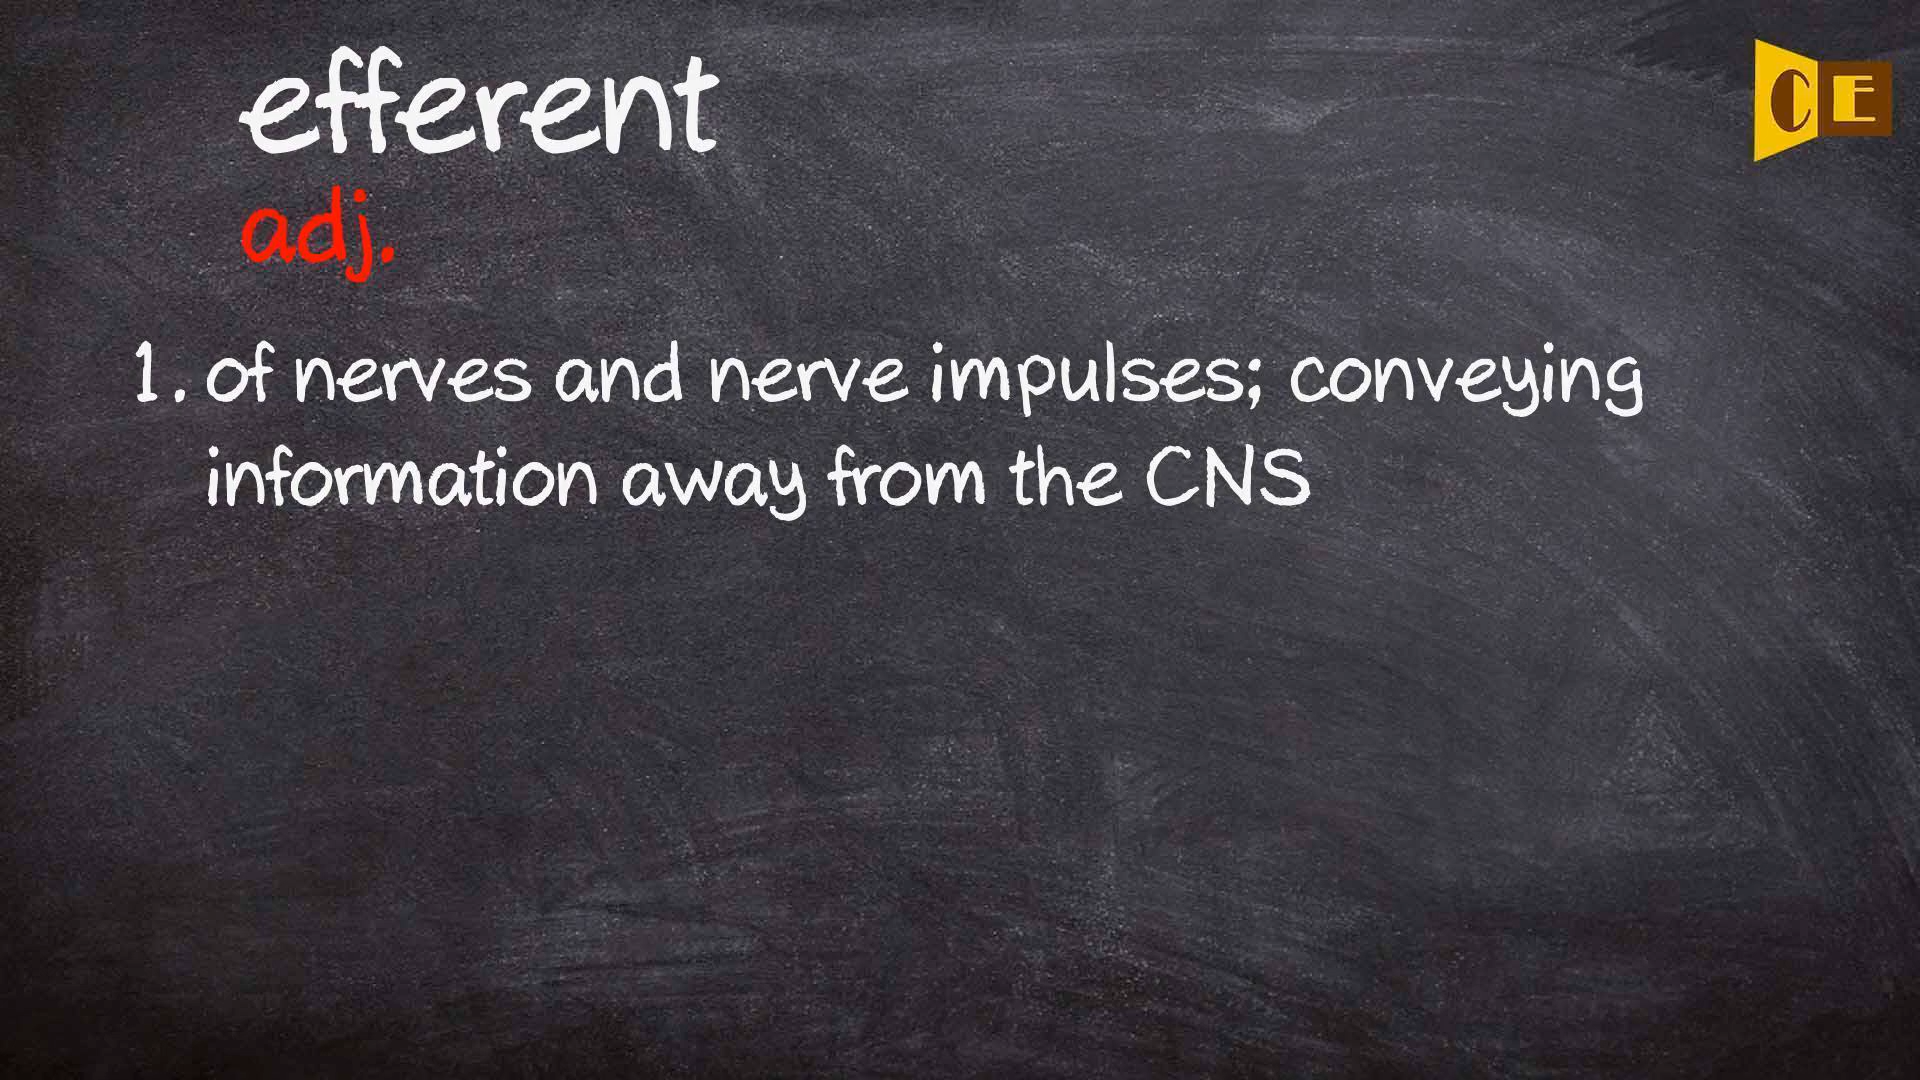 efferent
CE
adj.
1. of nerves and nerve impulses; conveying
information away from the CNS